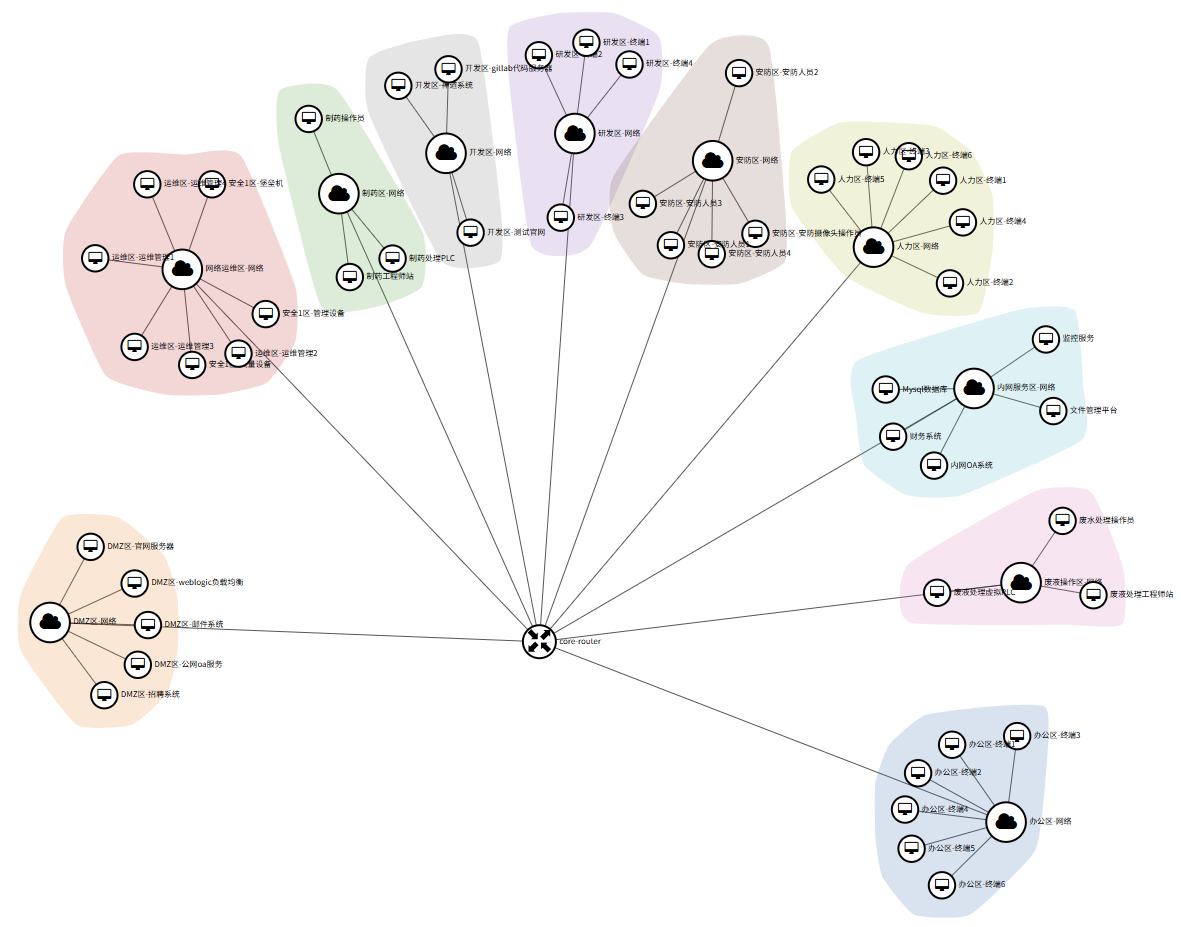 研发区-终端1
研发区-终端2
研发区-终端4
开发区-gitlab代码服务器
安防区-安防人员2
开发区-禅道系统
制药操作员
研发区-网络
人力区-终端3
人力区-终端6
开发区-网络
安防区-网络
人力区-终端5
人力区-终端1
运维区-运维管理4
安全1区-堡垒机
制药区-网络
安防区-安防人员3
研发区-终端3
人力区-终端4
开发区-测试官网
安防区-安防摄像头操作员
安防区-安防人员1
人力区-网络
安防区-安防人员4
运维区-运维管理1
制药处理PLC
网络运维区-网络
制药工程师站
人力区-终端2
安全1区-管理设备
监控服务
运维区-运维管理3
运维区-运维管理2
安全1区-流量设备
Mysql数据库
内网服务区-网络
文件管理平台
财务系统
内网OA系统
废水处理操作员
DMZ区-官网服务器
DMZ区-weblogic负载均衡
废液操作区-网络
废液处理虚拟PLC
废液处理工程师站
DMZ区-网络
DMZ区-邮件系统
core-router
DMZ区-公网oa服务
DMZ区-招聘系统
办公区-终端3
办公区-终端1
办公区-终端2
办公区-终端4
办公区-网络
办公区-终端5
办公区-终端6